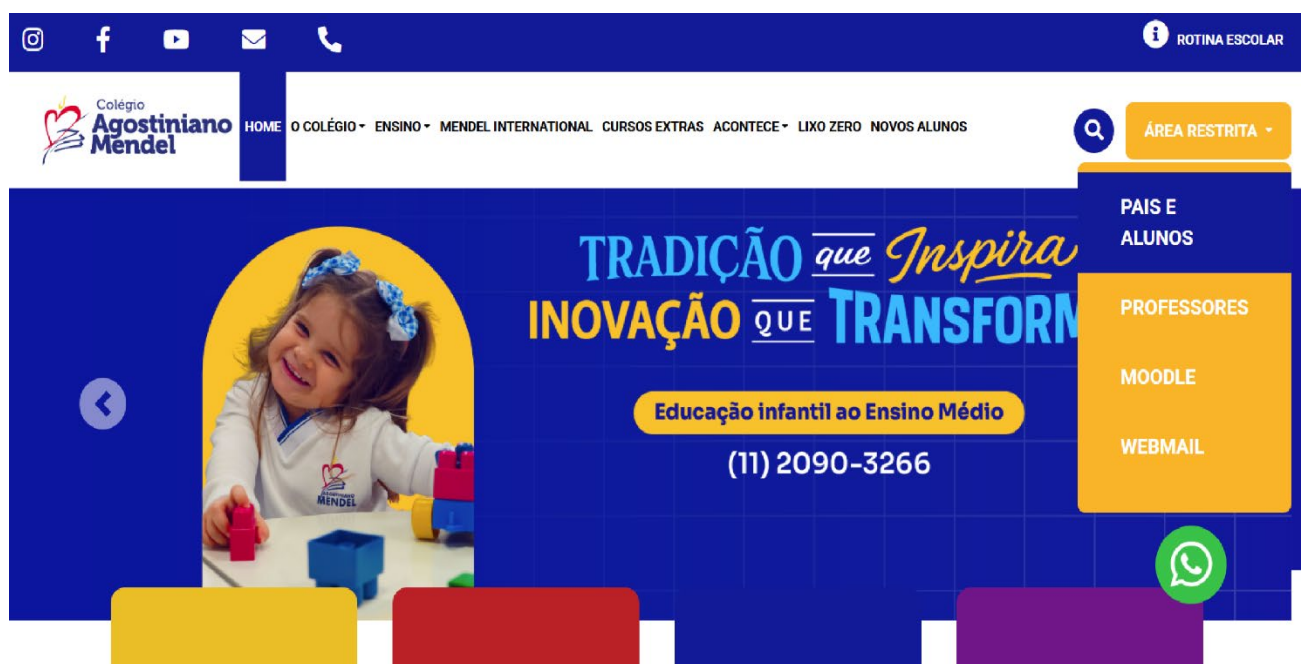 ROTINA ESCOLAR
Colégio
Agostiniano
Mendel
HOME O COLÉGIO ENSINO MENDEL INTERNATIONAL CURSOS EXTRAS ACONTECE LIXO ZERO NOVOS ALUNOS
ÁREA RESTRITA
PAIS E
ALUNOS
PROFESSORES
MOODLE
WEBMAIL
TRADIÇÃO que Inspira
INOVAÇÃO QUE TRANSFORM
Educação infantil ao Ensino Médio
(11) 2090-3266
AGOSTINIANO
MENDEL